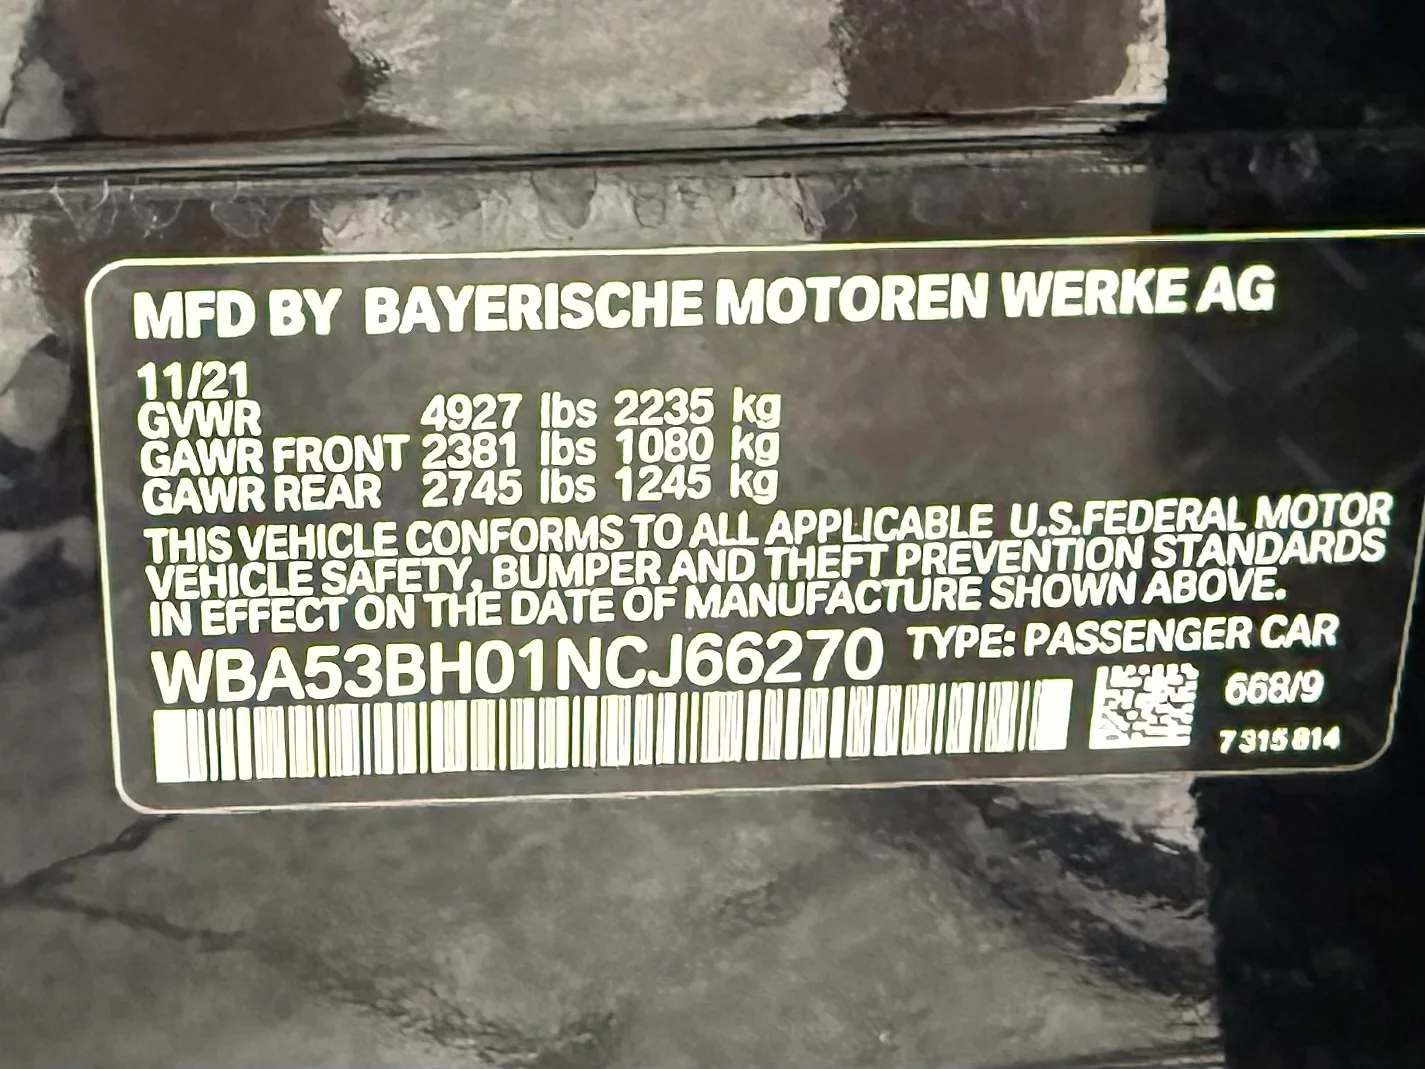 MFD BY BAYERISCHE MOTOREN WERKE AG
11/21
GVWR 4927 lbs 2235 kg
GAWR FRONT 2381 lbs 1080 kg
GAWR REAR 2745 lbs 1245 kg
THIS VEHICLE CONFORMS TO ALL APPLICABLE U.S.FEDERAL MOTOR
VEHICLE SAFETY, BUMPER AND THEFT PREVENTION STANDARDS
IN EFFECT ON THE DATE OF MANUFACTURE SHOWN ABOVE.
WBA53BH01NCJ66270 TYPE: PASSENGER CAR
668/9
7 315 814